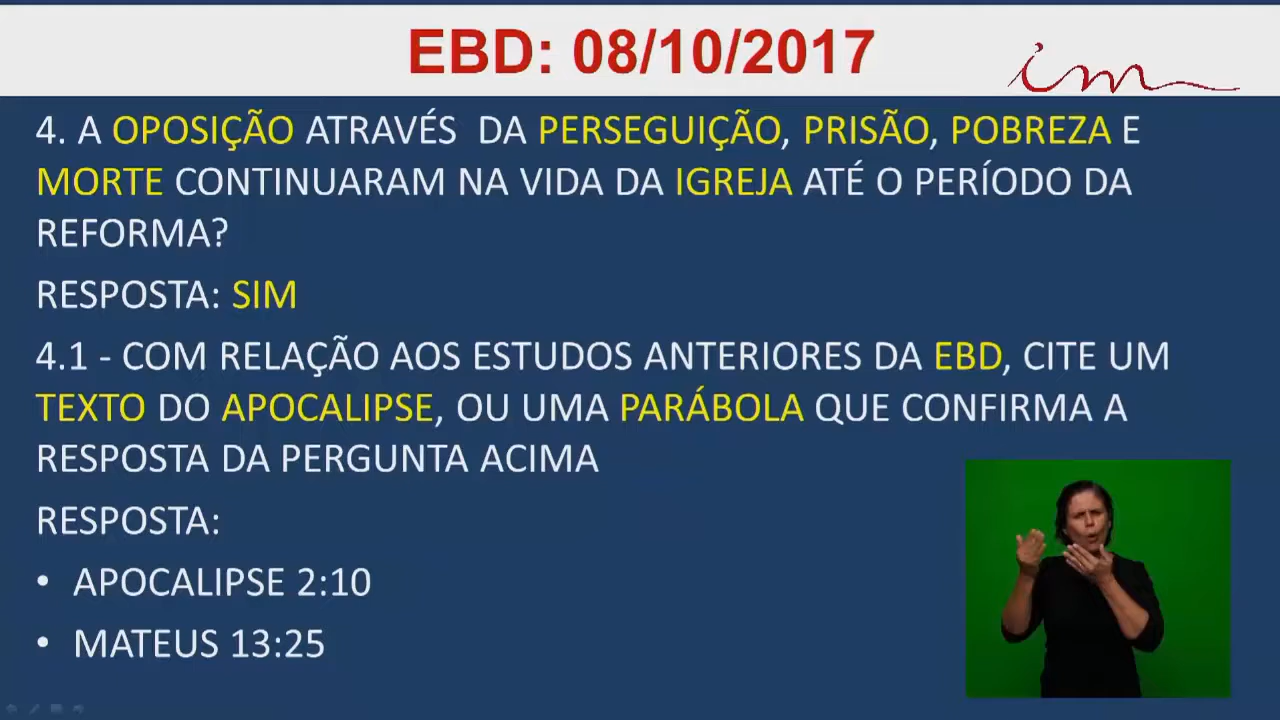 EBD: 08/10/2017
im
4. A OPOSIÇÃO ATRAVÉS DA PERSEGUIÇÃO, PRISÃO, POBREZA E
MORTE CONTINUARAM NA VIDA DA IGREJA ATÉ O PERÍODO DA
REFORMA?
RESPOSTA: SIM
4.1 - COM RELAÇÃO AOS ESTUDOS ANTERIORES DA EBD, CITE UM
TEXTO DO APOCALIPSE, OU UMA PARÁBOLA QUE CONFIRMA A
RESPOSTA DA PERGUNTA ACIMA
RESPOSTA:
• APOCALIPSE 2:10
• MATEUS 13:25